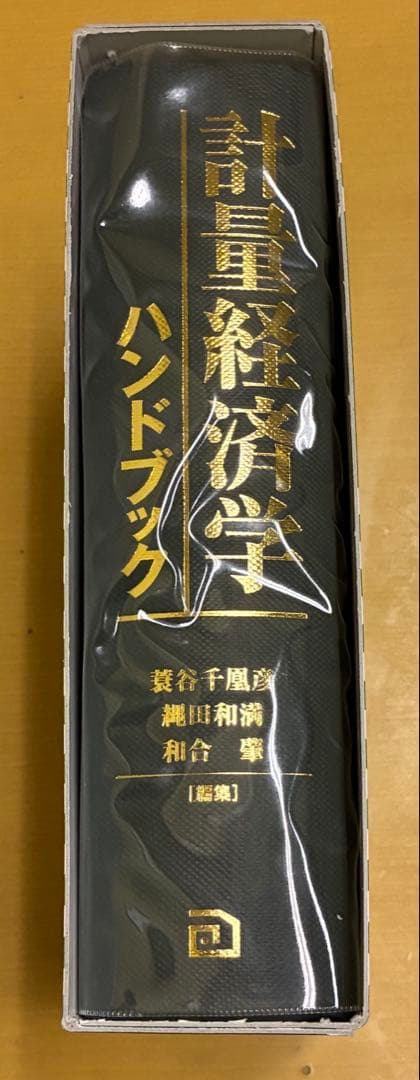 計量経済学
ハンドブック
蓑谷千凰彦
縄田和満
和合 肇
[編集]